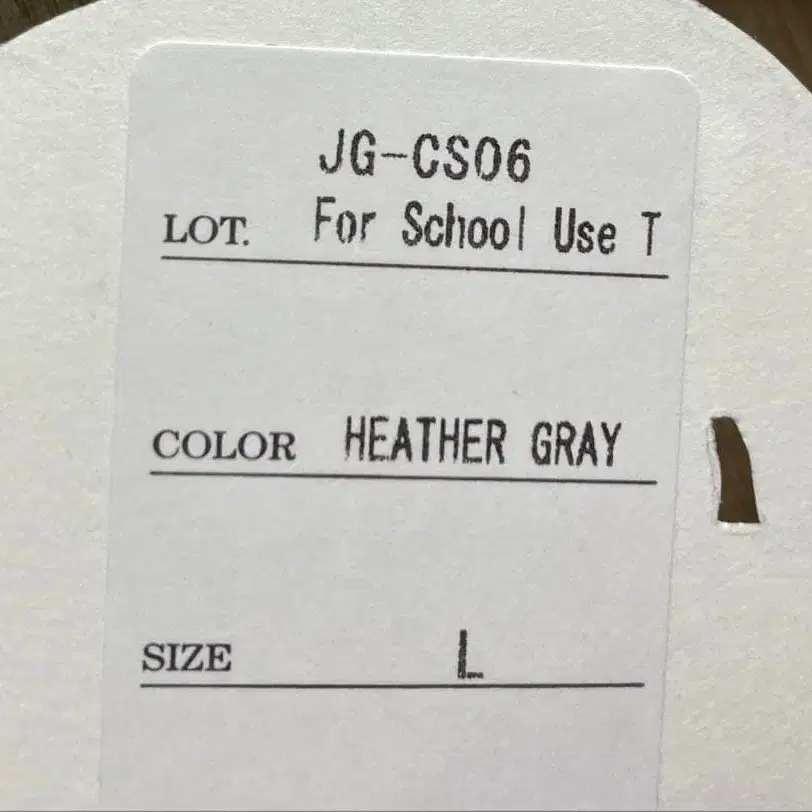 JG-CS06
LOT. For School Use T
COLOR HEATHER GRAY
SIZE L